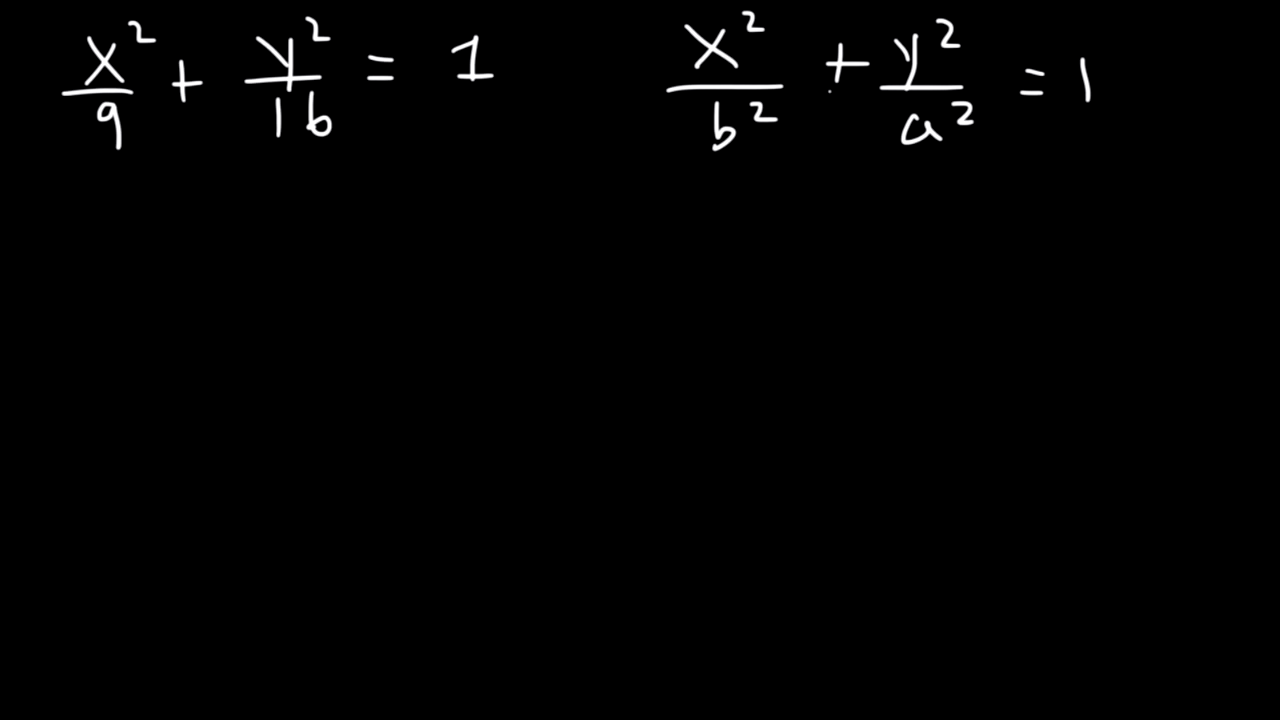 x²/9 + y²/16 = 1    x²/b² + y²/a² = 1